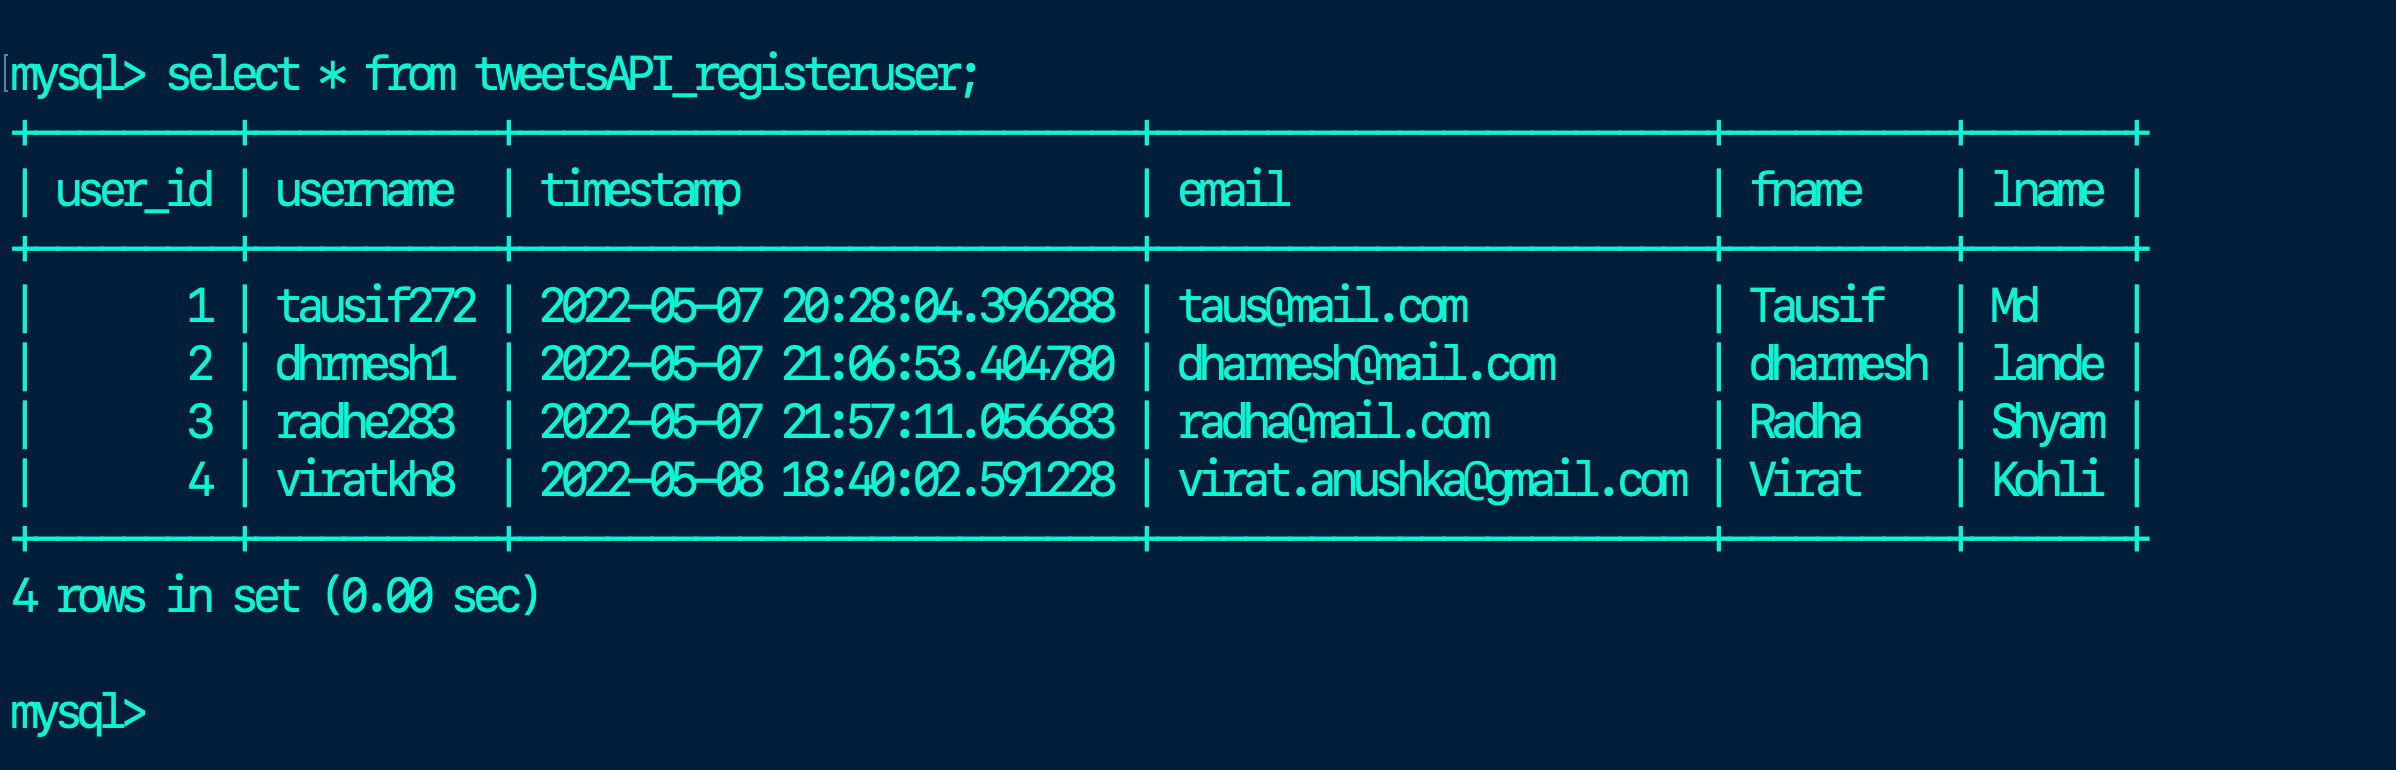 mysql> select * from tweetsAPI_registeruser;
+---------+-----------+----------------------------+-------------------------+----------+-------+
| user_id | username  | timestamp                  | email                   | fname    | lname |
+---------+-----------+----------------------------+-------------------------+----------+-------+
|       1 | tausif272 | 2022-05-07 20:28:04.396288 | taus@mail.com           | Tausif   | Md    |
|       2 | dhrmesh1  | 2022-05-07 21:06:53.404780 | dharmesh@mail.com       | dharmesh | lande |
|       3 | radhe283  | 2022-05-07 21:57:11.056683 | radha@mail.com          | Radha    | Shyam |
|       4 | viratkh8  | 2022-05-08 18:40:02.591228 | virat.anushka@gmail.com | Virat    | Kohli |
+---------+-----------+----------------------------+-------------------------+----------+-------+
4 rows in set (0.00 sec)
mysql>